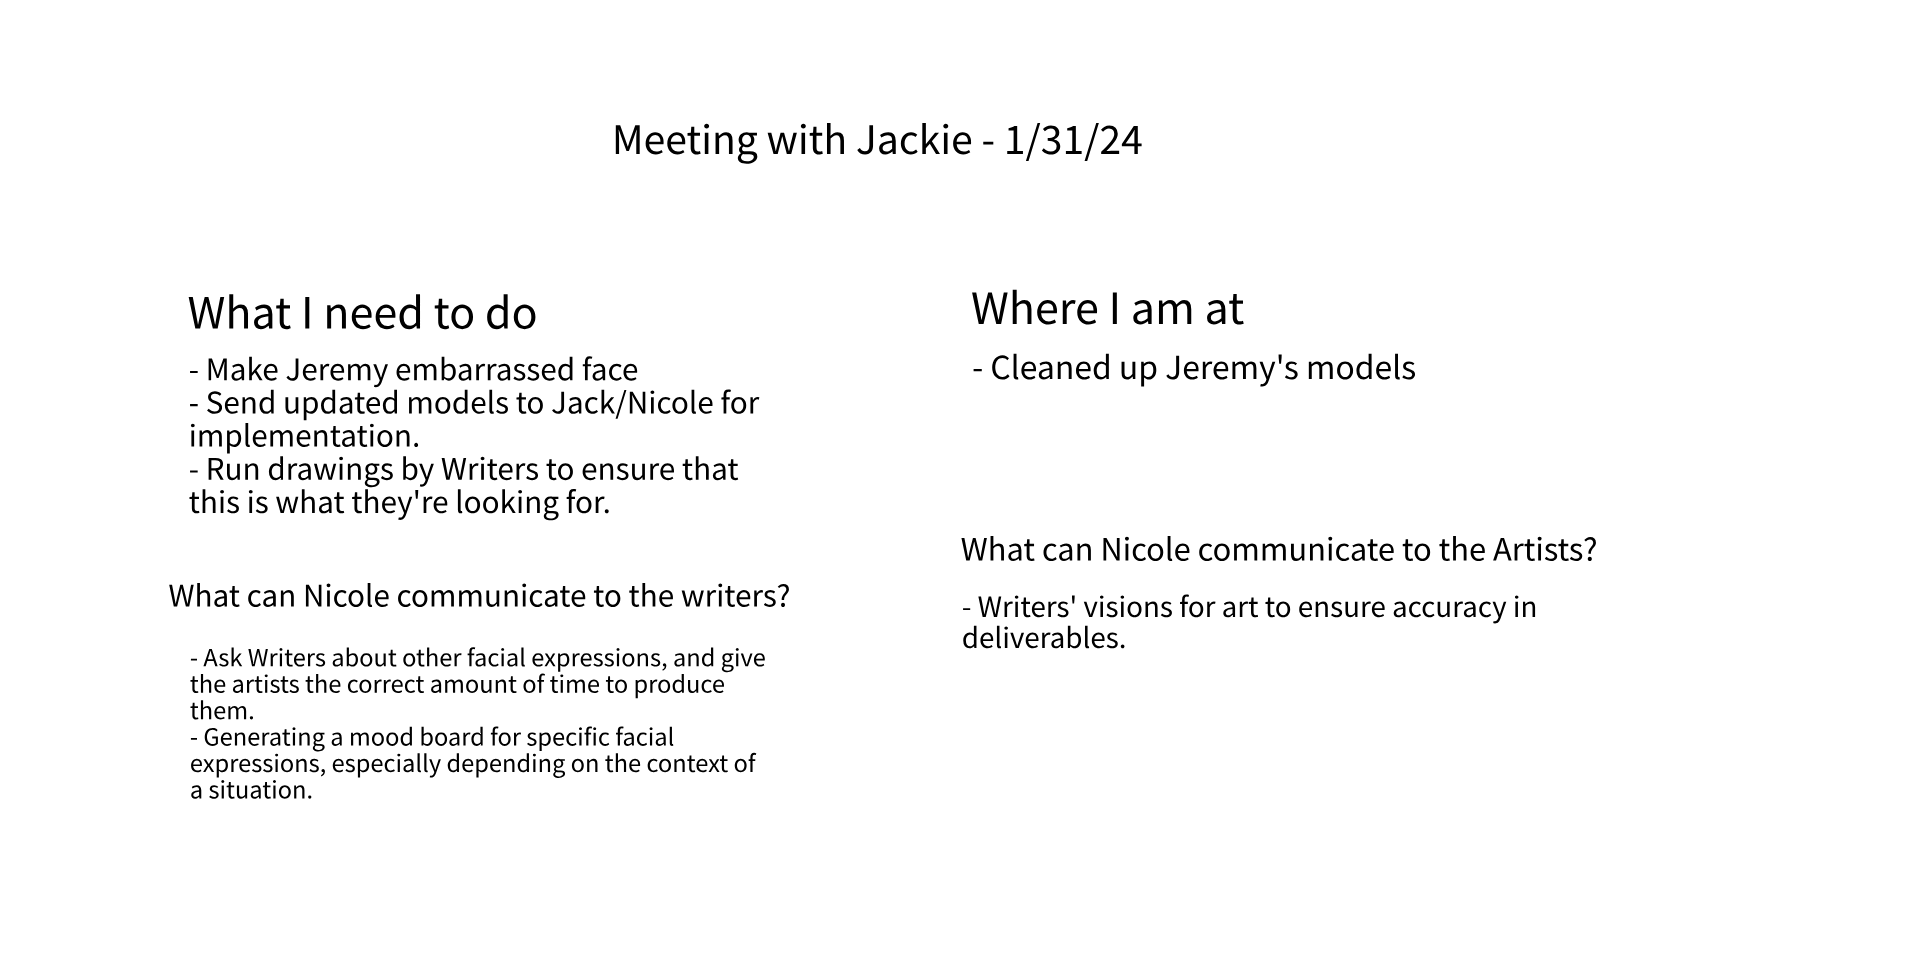 Meeting with Jackie - 1/31/24
What I need to do
- Make Jeremy embarrassed face
- Send updated models to Jack/Nicole for
implementation.
- Run drawings by Writers to ensure that
this is what they're looking for.
Where I am at
- Cleaned up Jeremy's models
What can Nicole communicate to the writers?
- Ask Writers about other facial expressions, and give
the artists the correct amount of time to produce
them.
- Generating a mood board for specific facial
expressions, especially depending on the context of
a situation.
What can Nicole communicate to the Artists?
- Writers' visions for art to ensure accuracy in
deliverables.